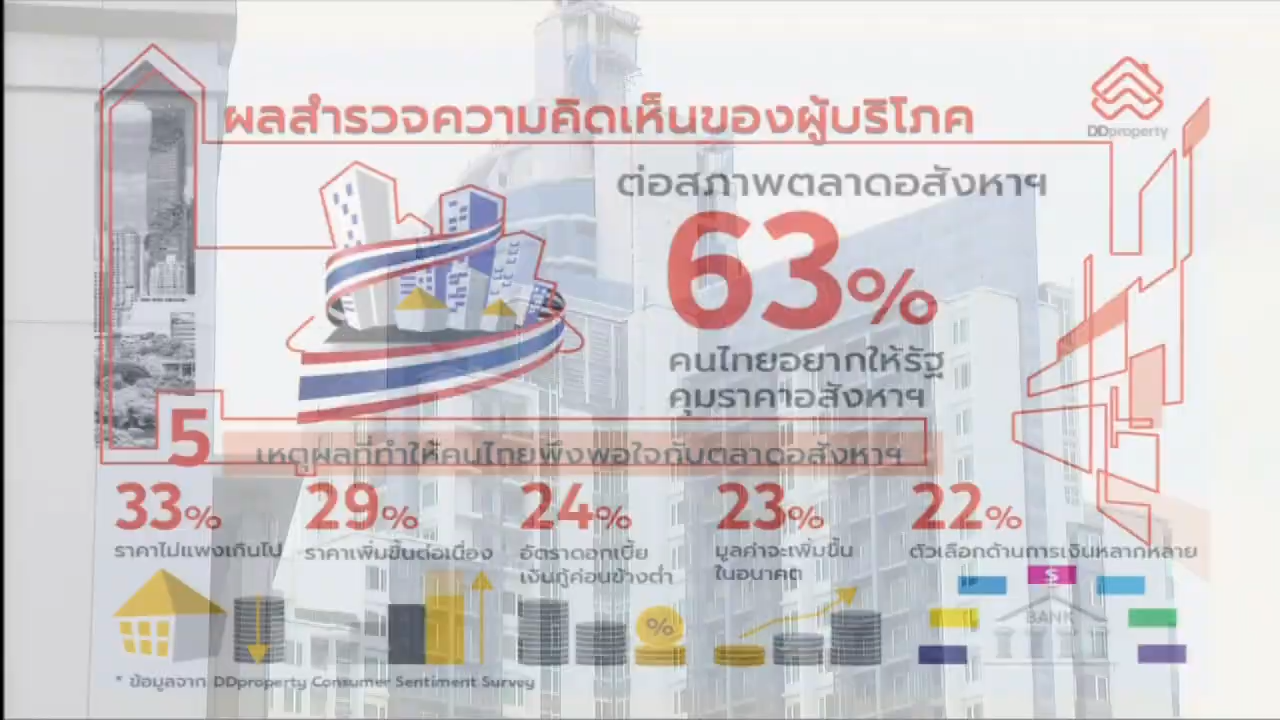 ผลสำรวจความคิดเห็นของผู้บริโภค
DDproperty
ต่อสภาพตลาดอสังหาฯ
63%
คนไทยอยากให้รัฐ
คุมราคาอสังหาฯ
5 เหตุผลที่ทำให้คนไทยพึงพอใจกับตลาดอสังหาฯ
33%
ราคาไม่แพงเกินไป
29%
ราคาเพิ่มขึ้นต่อเนื่อง
24%
อัตราดอกเบี้ย
เงินกู้ค่อนข้างต่ำ
%
23%
มูลค่าจะเพิ่มขึ้น
ในอนาคต
22%
ตัวเลือกด้านการเงินหลากหลาย
$
BANK
* ข้อมูลจาก DDproperty Consumer Sentiment Survey